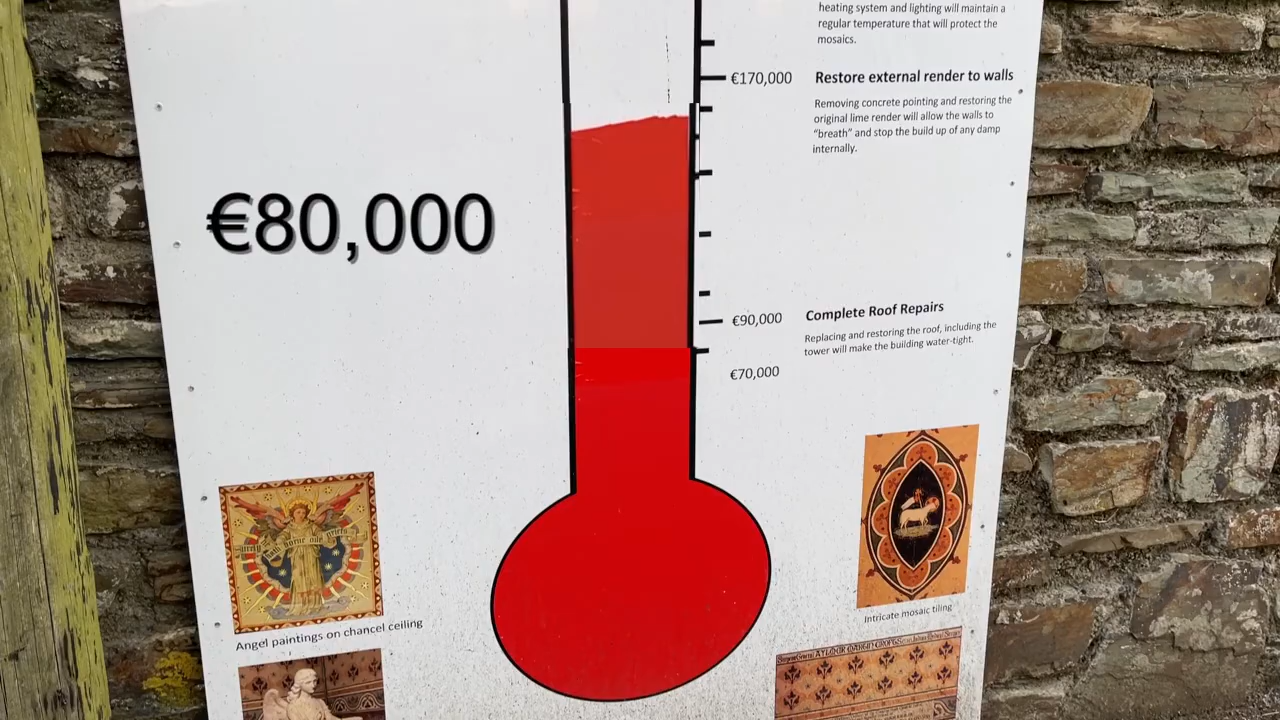 heating system and lighting will maintain a
regular temperature that will protect the
mosaics.
€170,000
Restore external render to walls
Removing concrete pointing and restoring the
original lime render will allow the walls to
“breath” and stop the build up of any damp
internally.
€80,000
€90,000
Complete Roof Repairs
Replacing and restoring the roof, including the
tower will make the building water-tight.
€70,000
Angel paintings on chancel ceiling
Intricate mosaic tiling